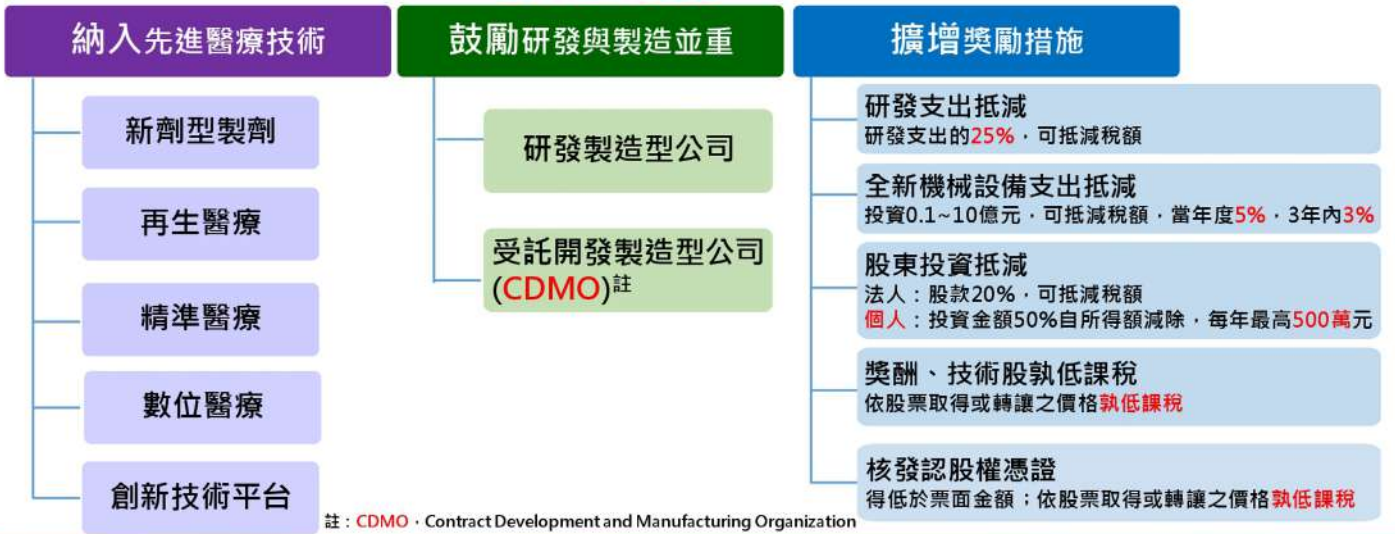 納入先進醫療技術
新劑型製劑
再生醫療
精準醫療
數位醫療
創新技術平台
鼓勵研發與製造並重
研發製造型公司
受託開發製造型公司
(CDMO)註
擴增獎勵措施
研發支出抵減
研發支出的25%，可抵減稅額
全新機械設備支出抵減
投資0.1~10億元，可抵減稅額，當年度5%，3年內3%
股東投資抵減
法人：股款20%，可抵減稅額
個人：投資金額50%自所得額減除，每年最高500萬元
獎酬、技術股孰低課稅
依股票取得或轉讓之價格孰低課稅
核發認股權憑證
得低於票面金額；依股票取得或轉讓之價格孰低課稅
註：CDMO，Contract Development and Manufacturing Organization